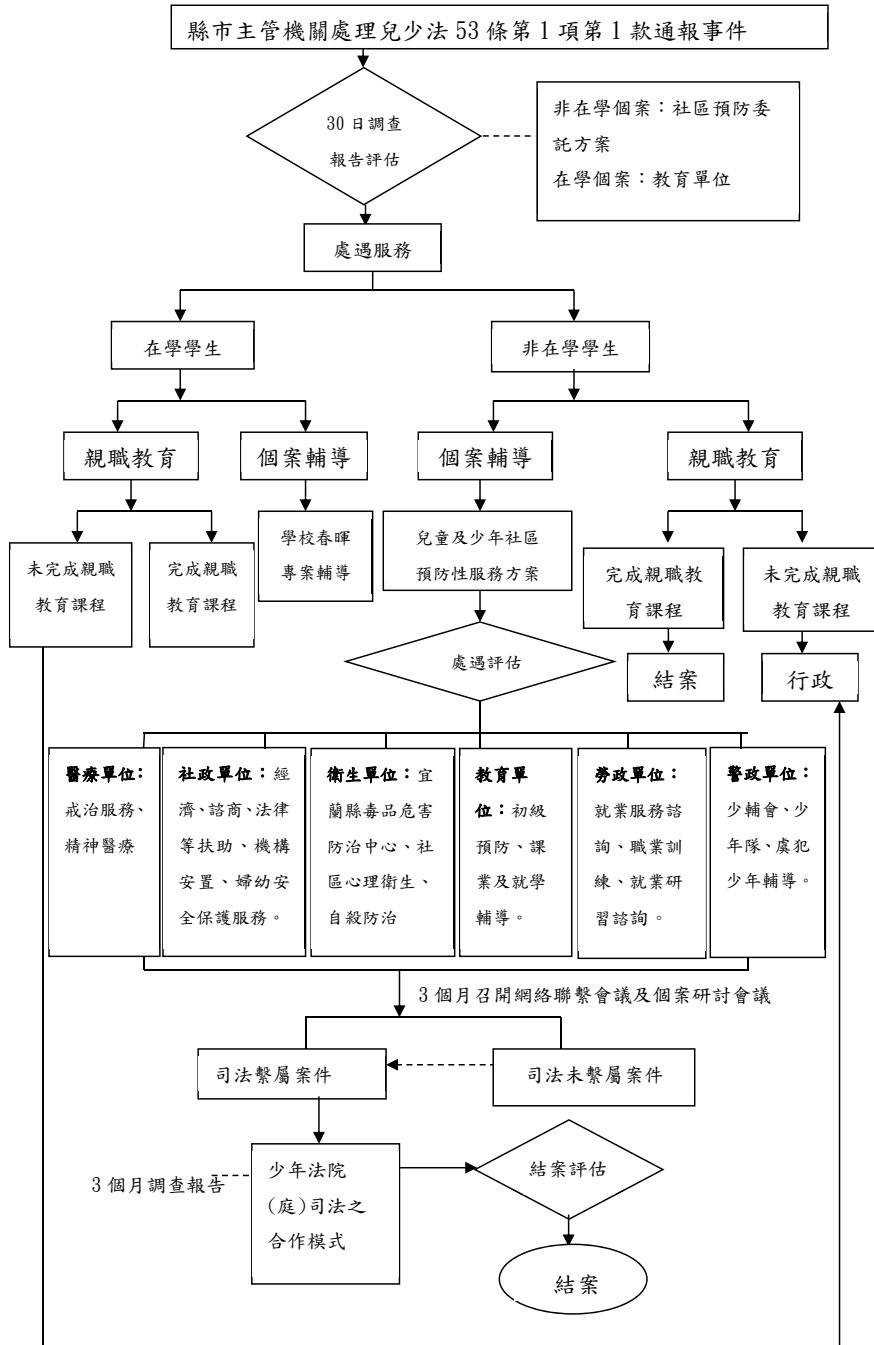 縣市主管機關處理兒少法 53 條第 1 項第 1 款通報事件
30 日調查
報告評估
非在學個案：社區預防委
託方案
在學個案：教育單位
處遇服務
在學學生
非在學學生
親職教育
個案輔導
個案輔導
親職教育
未完成親職
教育課程
完成親職
教育課程
學校春暉
專案輔導
兒童及少年社區
預防性服務方案
完成親職教
育課程
未完成親職
教育課程
處遇評估
結案
行政
醫療單位：
戒治服務、
精神醫療
社政單位：經
濟、諮商、法律
等扶助、機構
安置、婦幼安
全保護服務。
衛生單位：宜
蘭縣毒品危害
防治中心、社
區心理衛生、
自殺防治
教育單
位：初級
預防、課
業及就學
輔導。
勞政單位：
就業服務諮
詢、職業訓
練、就業研
習諮詢。
警政單位：
少輔會、少
年隊、虞犯
少年輔導。
3 個月召開網絡聯繫會議及個案研討會議
司法繫屬案件
司法未繫屬案件
3 個月調查報告
少年法院
(庭)司法之
合作模式
結案評估
結案